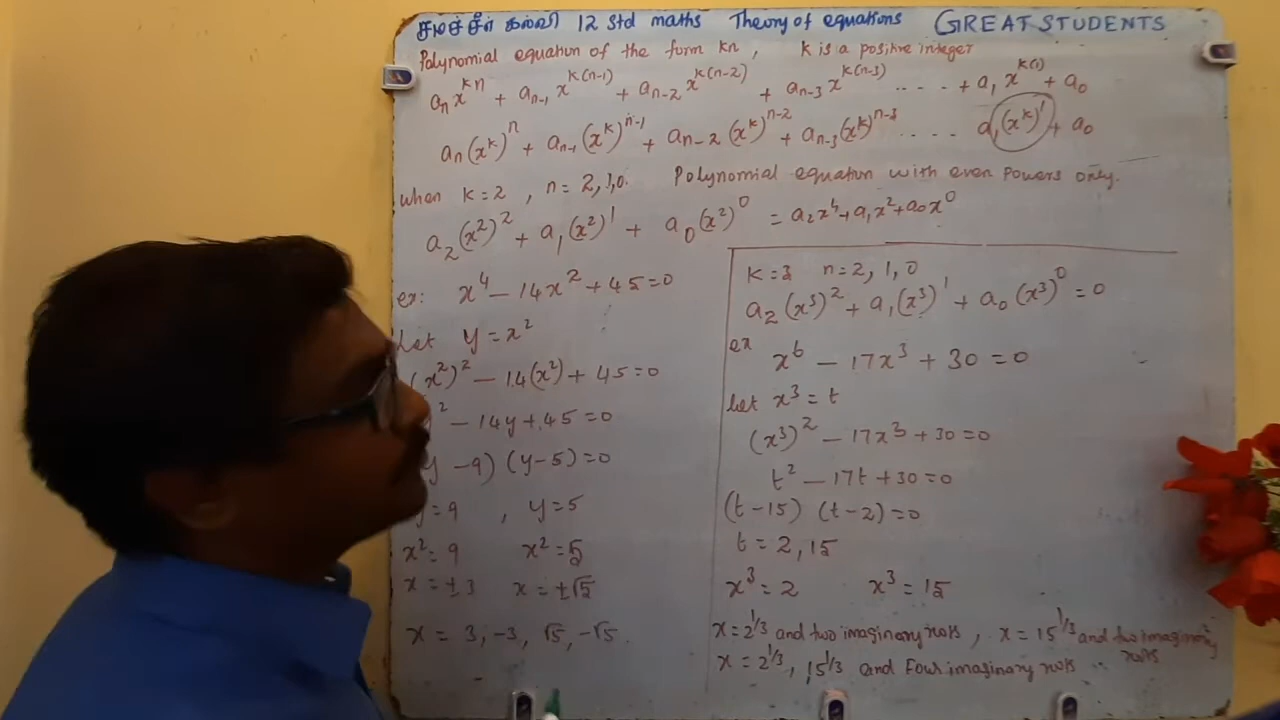 சமச்சீர் கல்வி 12 Std maths Theory of equations GREAT STUDENTS
Polynomial equation of the form kn, k is a positive integer
aₙx^kn + aₙ₋₁x^k(n-1) + aₙ₋₂x^k(n-2) + aₙ₋₃x^k(n-3) .... + a₁x^k(1) + a₀
aₙ(x^k)^n + aₙ₋₁(x^k)^n-1 + aₙ₋₂(x^k)^n-2 + aₙ₋₃(x^k)^n-3 .... a₁(x^k)^1 + a₀
when k=2, n=2,1,0. Polynomial equation with even powers only.
a₂(x²)² + a₁(x²)¹ + a₀(x²)⁰ = a₂x⁴+a₁x²+a₀x⁰
ex: x⁴ - 14x² + 45 = 0
Let y = x²
(x²)² - 14(x²) + 45 = 0
² - 14y + 45 = 0
y - 9) (y-5) = 0
y = 9, y = 5
x² = 9 x² = 5
x = ±3 x = ±√5
x = 3, -3, √5, -√5.
k=3 n=2, 1, 0
a₂(x³)² + a₁(x³)¹ + a₀(x³)⁰ = 0
ex x⁶ - 17x³ + 30 = 0
Let x³ = t
(x³)² - 17x³ + 30 = 0
t² - 17t + 30 = 0
(t-15) (t-2) = 0
t = 2, 15
x³ = 2 x³ = 15
x = 2^1/3 and two imaginary roots, x = 15^1/3 and two imaginary roots
x = 2^1/3, 15^1/3 and Four imaginary roots